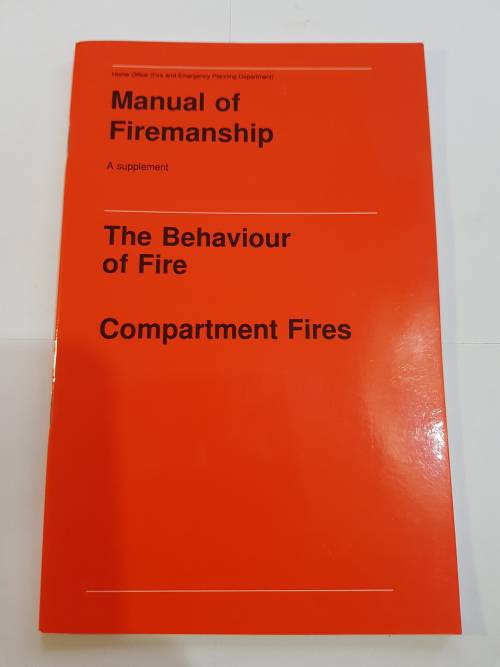 Home Office (Fire and Emergency Planning Department)
Manual of
Firemanship
A supplement
The Behaviour
of Fire
Compartment Fires